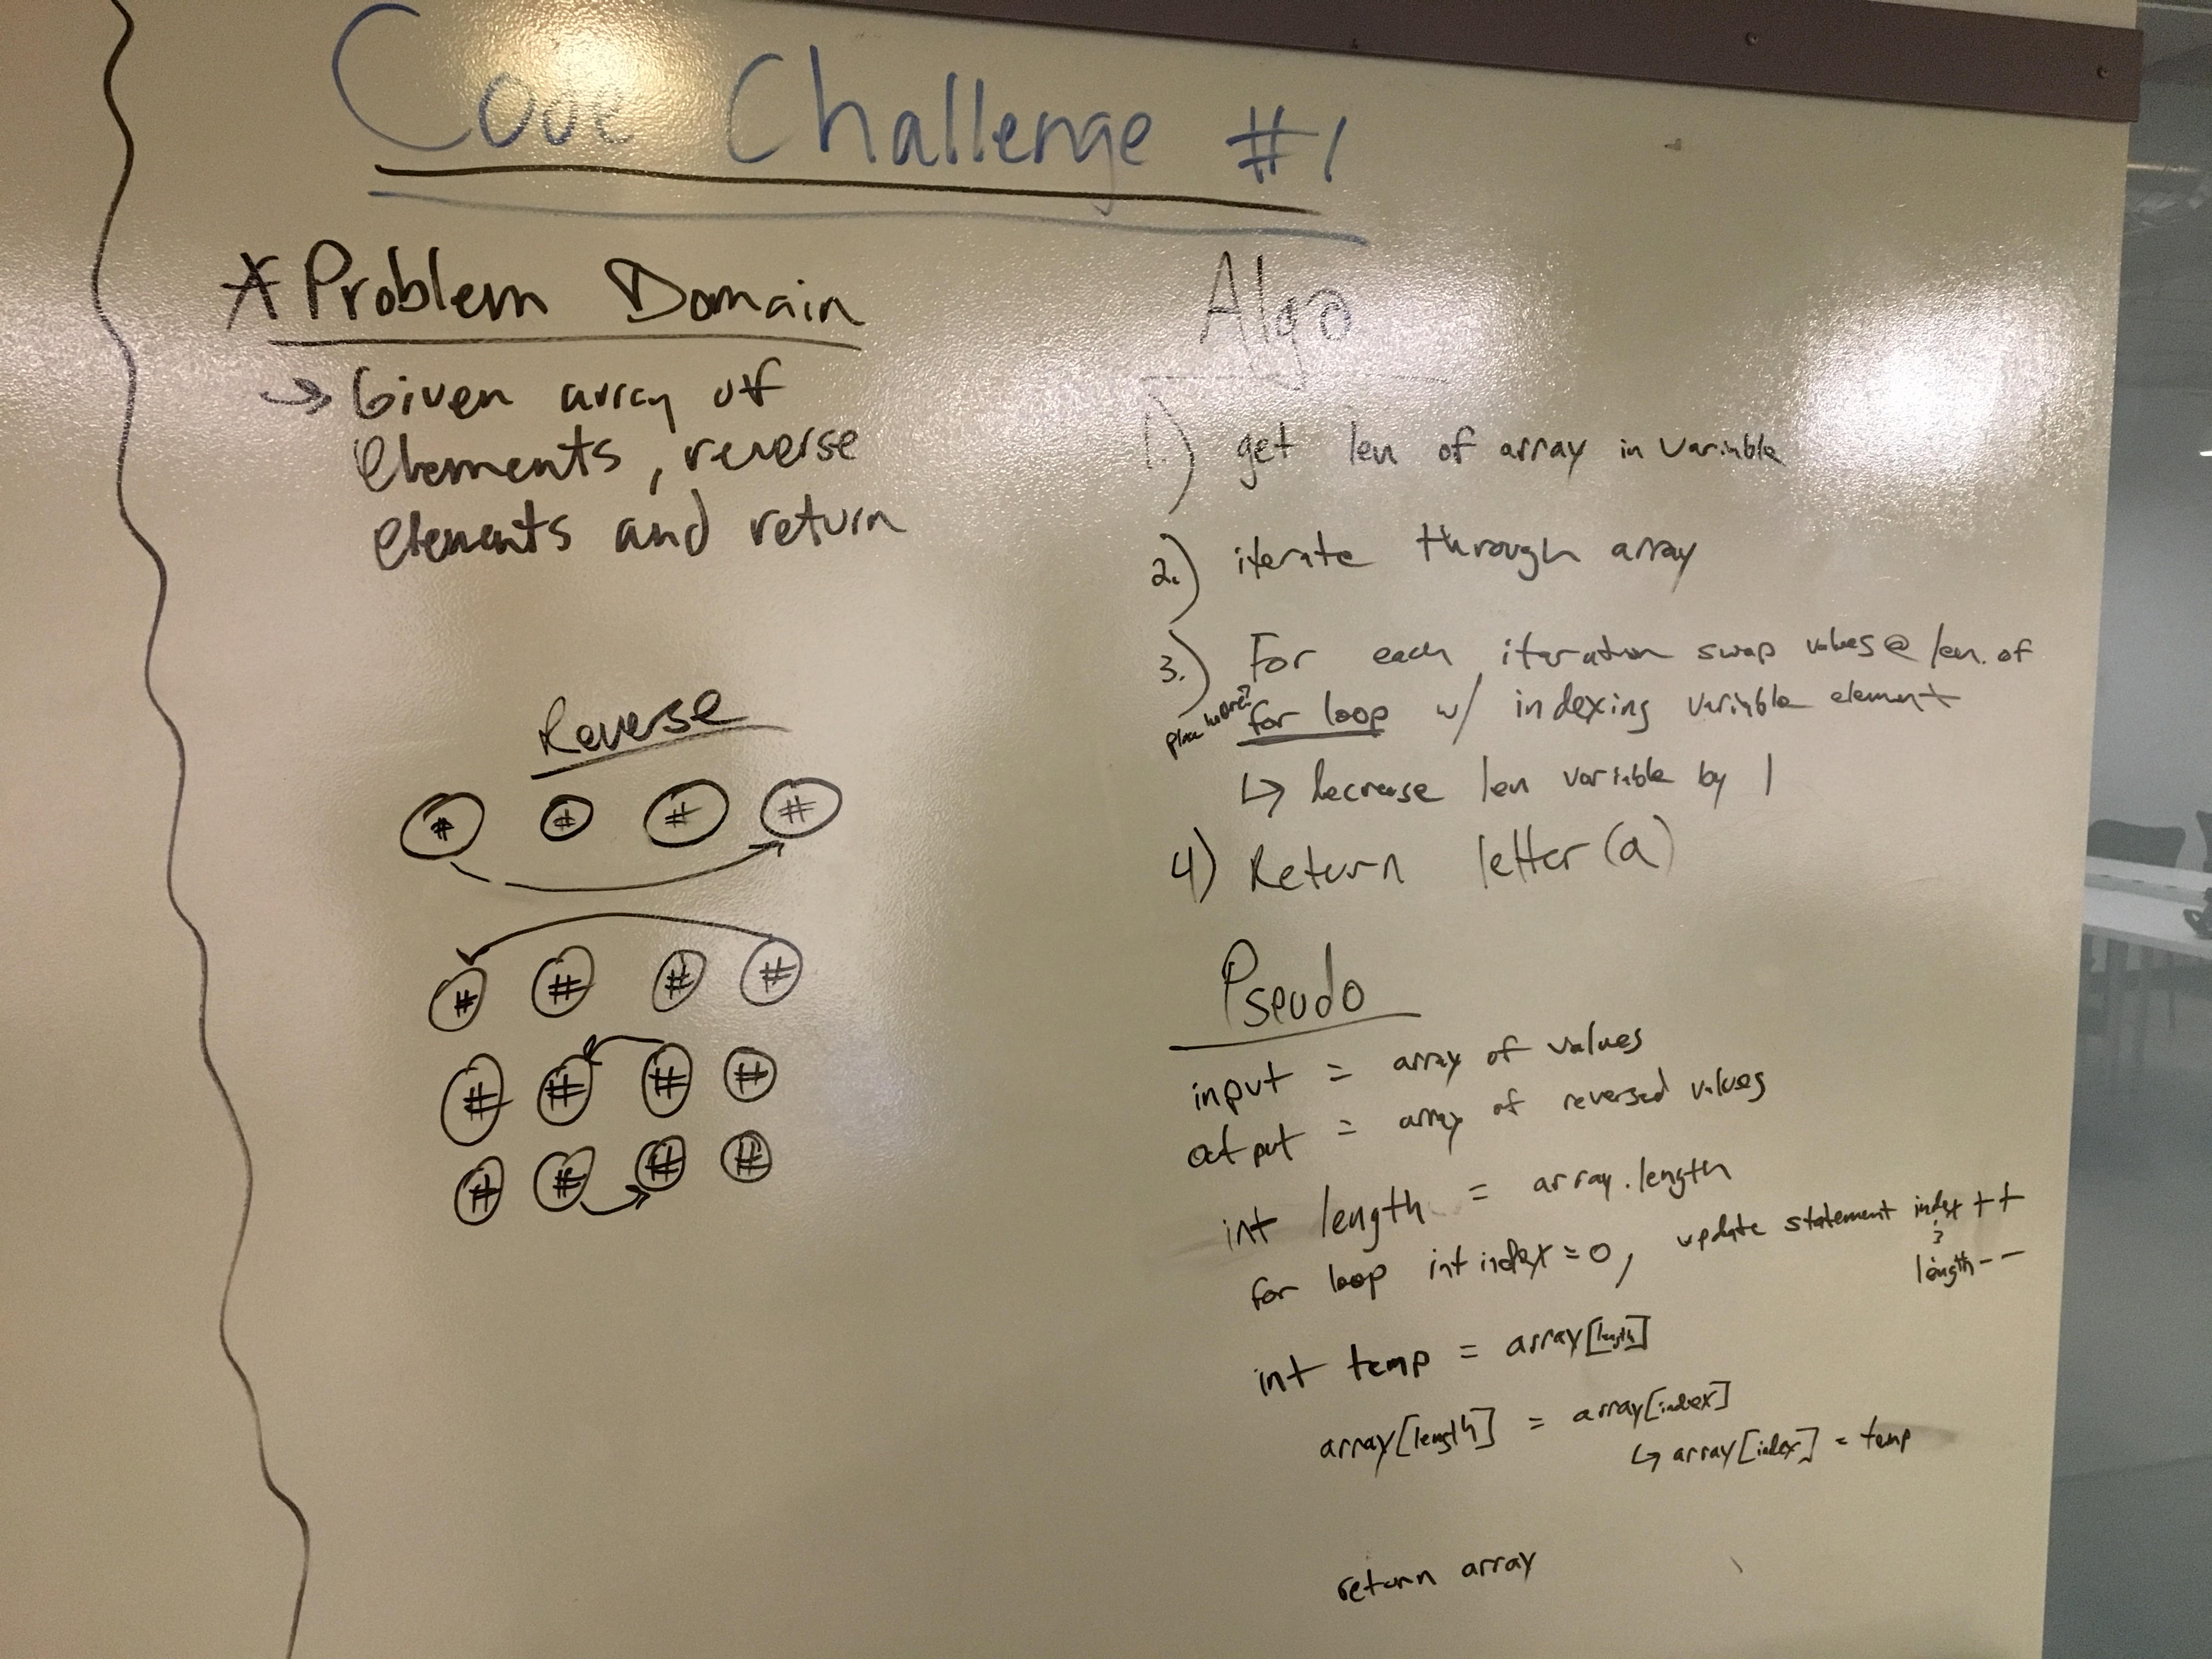 Code Challenge #1
* Problem Domain
→ Given array of
elements, reverse
elements and return
Reverse
# # # #
# # # #
# # # #
# # # #
Algo
1.) get len of array in variable
2.) iterate through array
3.) For each iteration swap values @ len. of
for loop w/ indexing variable element
↳ Decrease len variable by 1
4) Return letter (a)
Pseudo
input = array of values
output = array of reversed values
int length = array.length
for loop int index = 0, update statement index ++
length --
int temp = array[length]
array[length] = array[index]
↳ array[index] = temp
return array